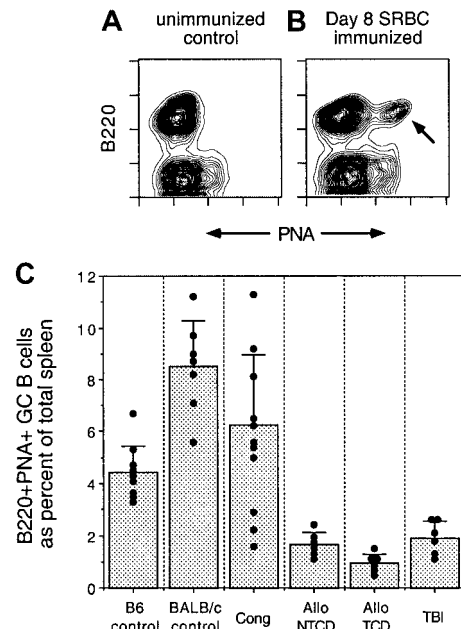 A
unimmunized
control
B
Day 8 SRBC
immunized
B220
PNA
C
B220+PNA+ GC B cells
as percent of total spleen
12
10
8
6
4
2
0
B6
control
BALB/c
control
Cong
Allo
NTCD
Allo
TCD
TBI